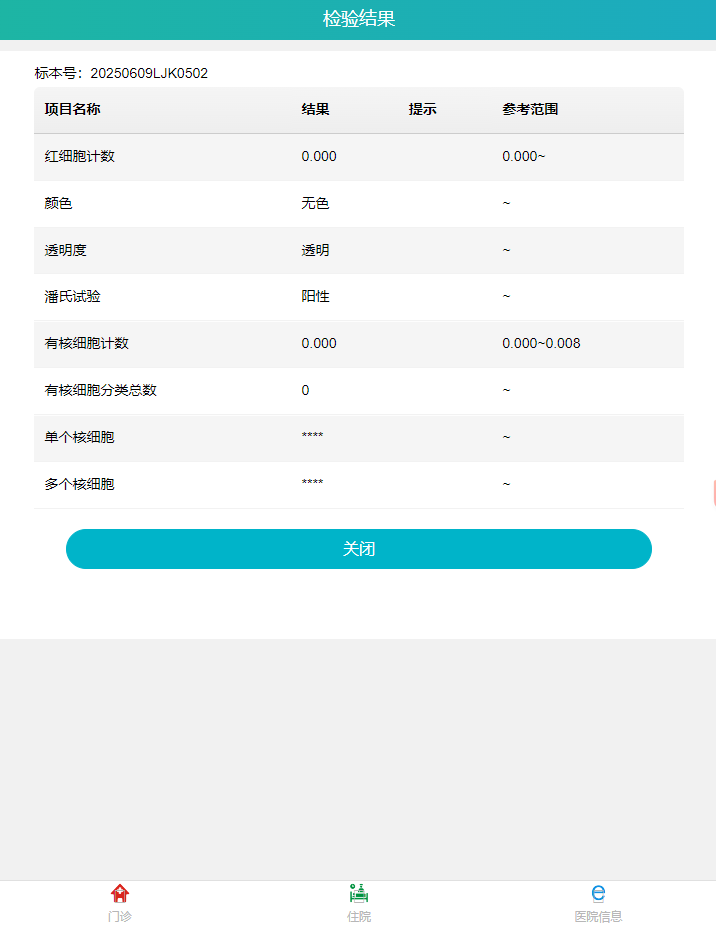 检验结果
标本号：20250609LJK0502
项目名称 结果 提示 参考范围
红细胞计数 0.000 0.000~
颜色 无色 ~
透明度 透明 ~
潘氏试验 阳性 ~
有核细胞计数 0.000 0.000~0.008
有核细胞分类总数 0 ~
单个核细胞 **** ~
多个核细胞 **** ~
关闭
门诊 住院 医院信息